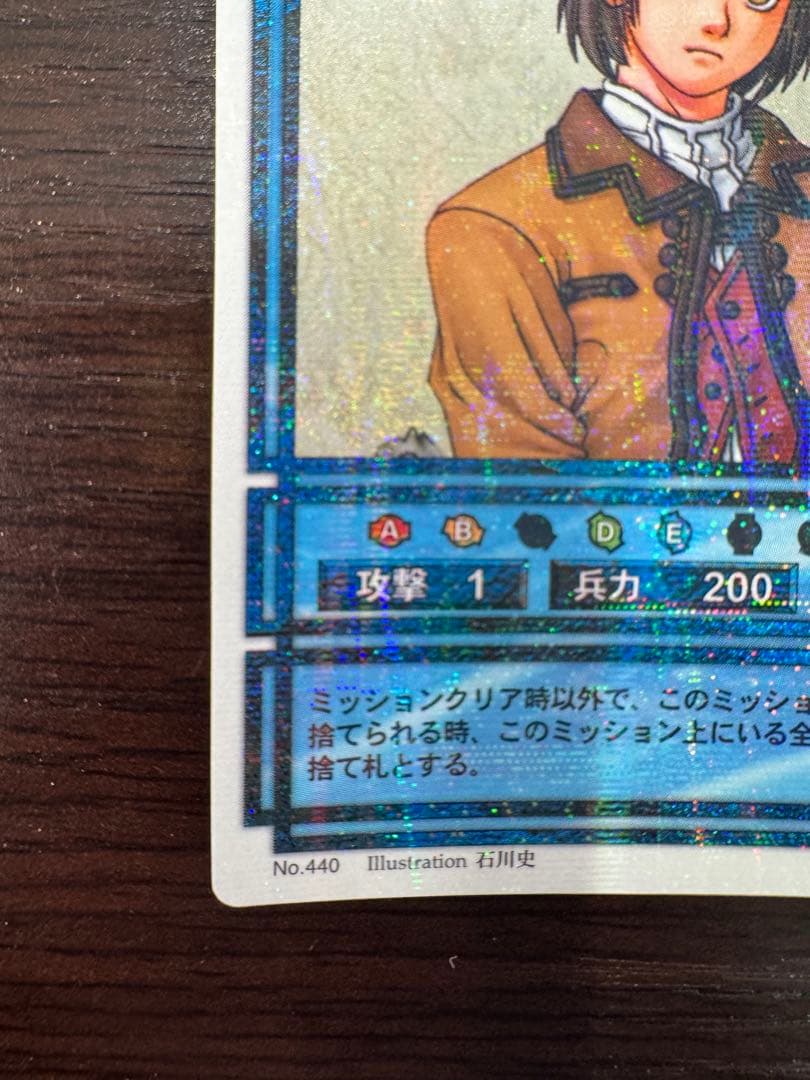 A B D E
攻撃 1 兵力 200
ミッションクリア時以外で、このミッショ
捨てられる時、このミッション上にいる全
捨て札とする。
No.440 Illustration 石川史